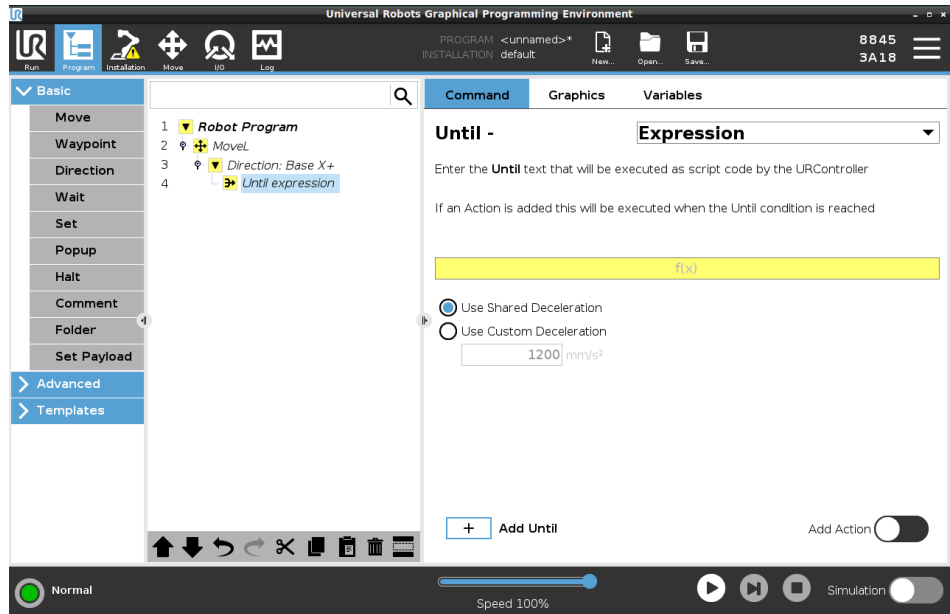 Universal Robots Graphical Programming Environment
PROGRAM <unnamed>*
INSTALLATION default
8845
3A18
Run
Program
Installation
Move
I/O
Log
New...
Open...
Save...
Basic
Move
Waypoint
Direction
Wait
Set
Popup
Halt
Comment
Folder
Set Payload
Advanced
Templates
1 Robot Program
2 MoveL
3 Direction: Base X+
4 Until expression
Command Graphics Variables
Until - Expression
Enter the Until text that will be executed as script code by the URController
If an Action is added this will be executed when the Until condition is reached
f(x)
Use Shared Deceleration
Use Custom Deceleration
1200 mm/s²
+ Add Until
Add Action
Normal
Speed 100%
Simulation